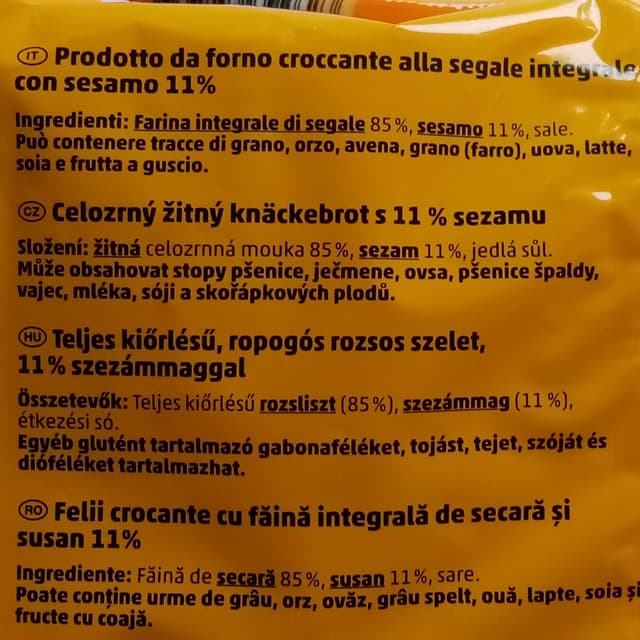 IT Prodotto da forno croccante alla segale integrale
con sesamo 11%
Ingredienti: Farina integrale di segale 85%, sesamo 11%, sale.
Può contenere tracce di grano, orzo, avena, grano (farro), uova, latte,
soia e frutta a guscio.
CZ Celozrný žitný knäckebrot s 11 % sezamu
Složení: žitná celozrnná mouka 85%, sezam 11%, jedlá sůl.
Může obsahovat stopy pšenice, ječmene, ovsa, pšenice špaldy,
vajec, mléka, sóji a skořápkových plodů.
HU Teljes kiőrlésű, ropogós rozsos szelet,
11% szezámmaggal
Összetevők: Teljes kiőrlésű rozsliszt (85%), szezámmag (11%),
étkezési só.
Egyéb glutént tartalmazó gabonaféléket, tojást, tejet, szóját és
dióféléket tartalmazhat.
RO Felii crocante cu făină integrală de secară și
susan 11%
Ingrediente: Făină de secară 85%, susan 11%, sare.
Poate conține urme de grâu, orz, ovăz, grâu spelt, ouă, lapte, soia și
fructe cu coajă.